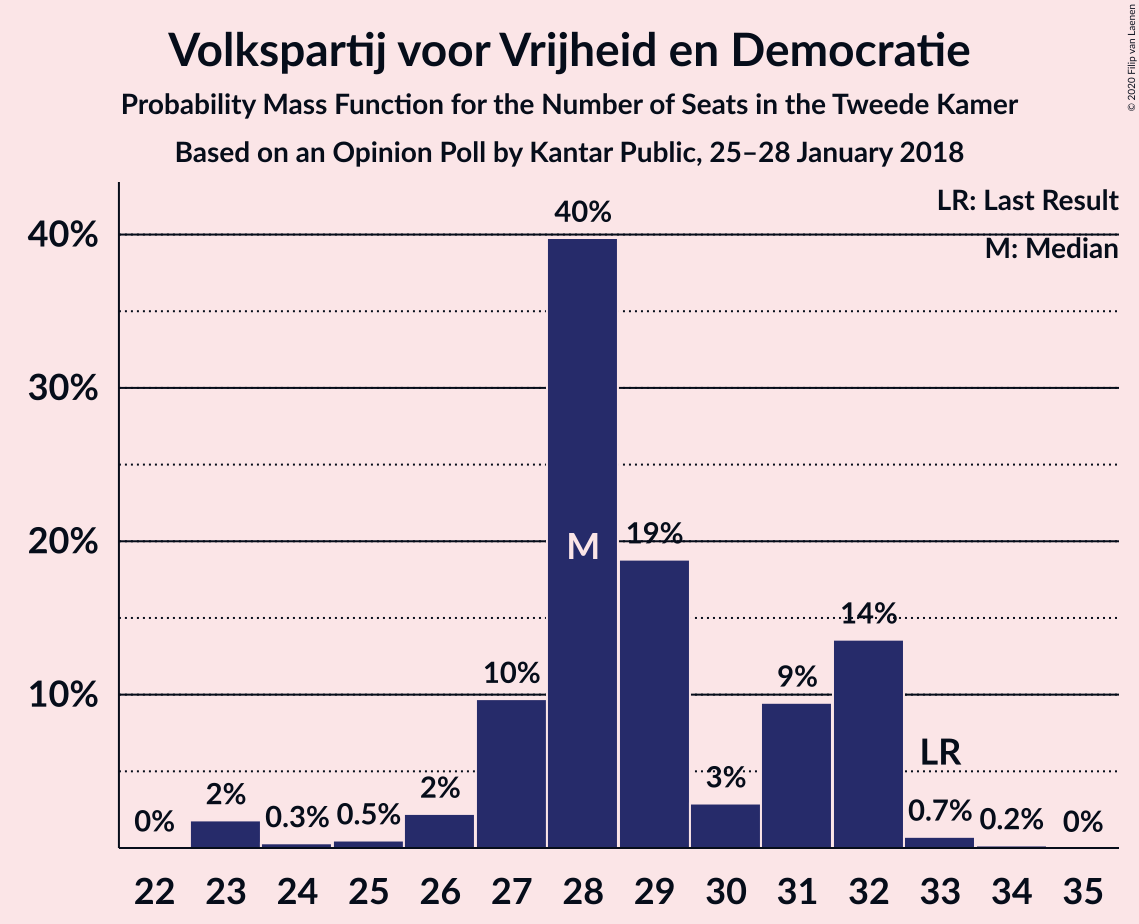 Volkspartij voor Vrijheid en Democratie
Probability Mass Function for the Number of Seats in the Tweede Kamer
Based on an Opinion Poll by Kantar Public, 25–28 January 2018
© 2020 Filip van Laenen
LR: Last Result
M: Median
40%
30%
20%
10%
0%
2%
0.3%
0.5%
2%
10%
40%
M
19%
3%
9%
14%
LR
0.7%
0.2%
0%
22 23 24 25 26 27 28 29 30 31 32 33 34 35